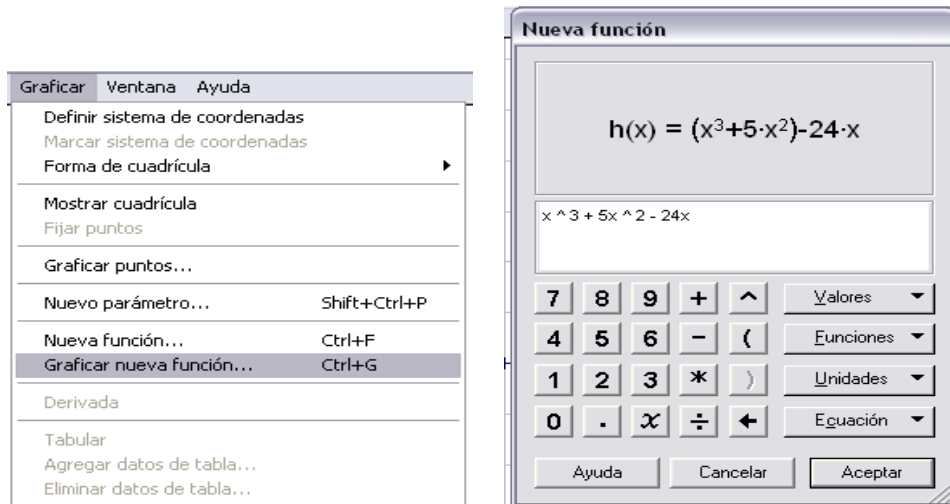 Graficar Ventana Ayuda
Definir sistema de coordenadas
Marcar sistema de coordenadas
Forma de cuadrícula
Mostrar cuadrícula
Fijar puntos
Graficar puntos...
Nuevo parámetro... Shift+Ctrl+P
Nueva función... Ctrl+F
Graficar nueva función... Ctrl+G
Derivada
Tabular
Agregar datos de tabla...
Eliminar datos de tabla...
Nueva función
h(x) = (x³+5·x²)-24·x
x ^ 3 + 5x ^ 2 - 24x
7 8 9 + ^ Valores
4 5 6 − ( Funciones
1 2 3 * ) Unidades
0 . x ÷ ← Ecuación
Ayuda Cancelar Aceptar